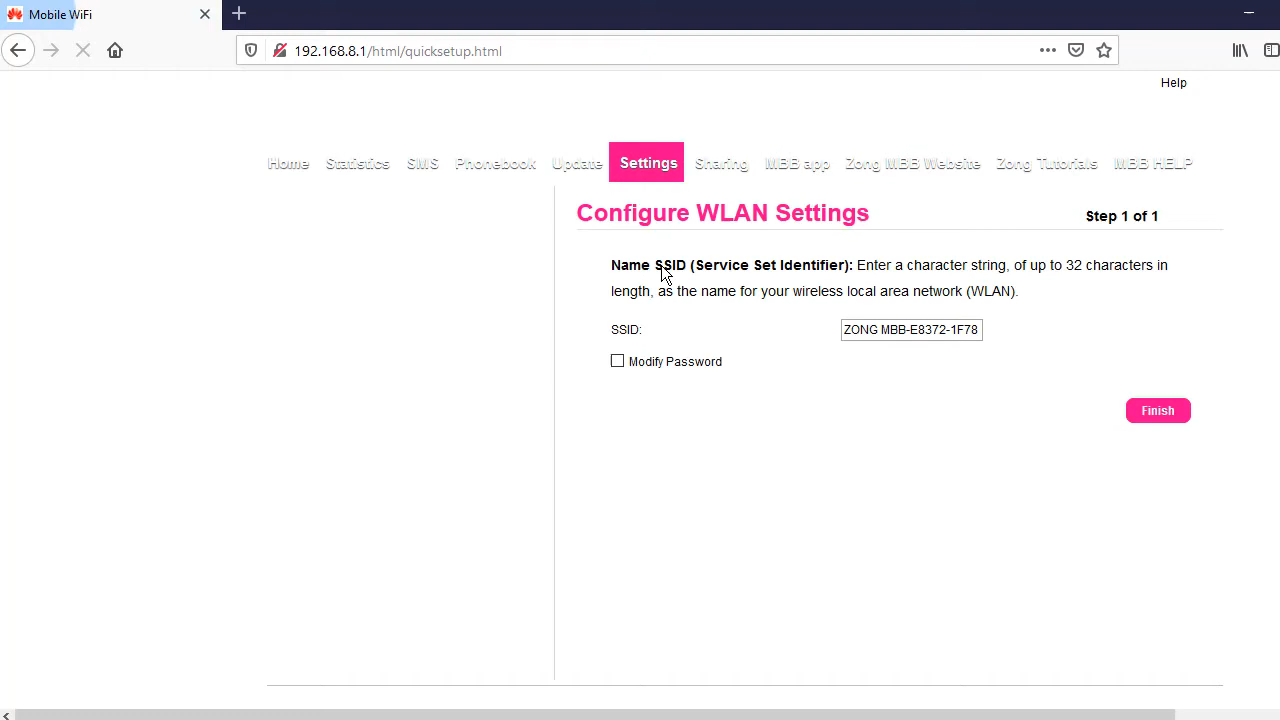 Mobile WiFi
192.168.8.1/html/quicksetup.html
Help
Home Statistics SMS Phonebook Update Settings Sharing MBB app Zong MBB Website Zong Tutorials MBB HELP
Configure WLAN Settings
Step 1 of 1
Name SSID (Service Set Identifier): Enter a character string, of up to 32 characters in
length, as the name for your wireless local area network (WLAN).
SSID: ZONG MBB-E8372-1F78
Modify Password
Finish